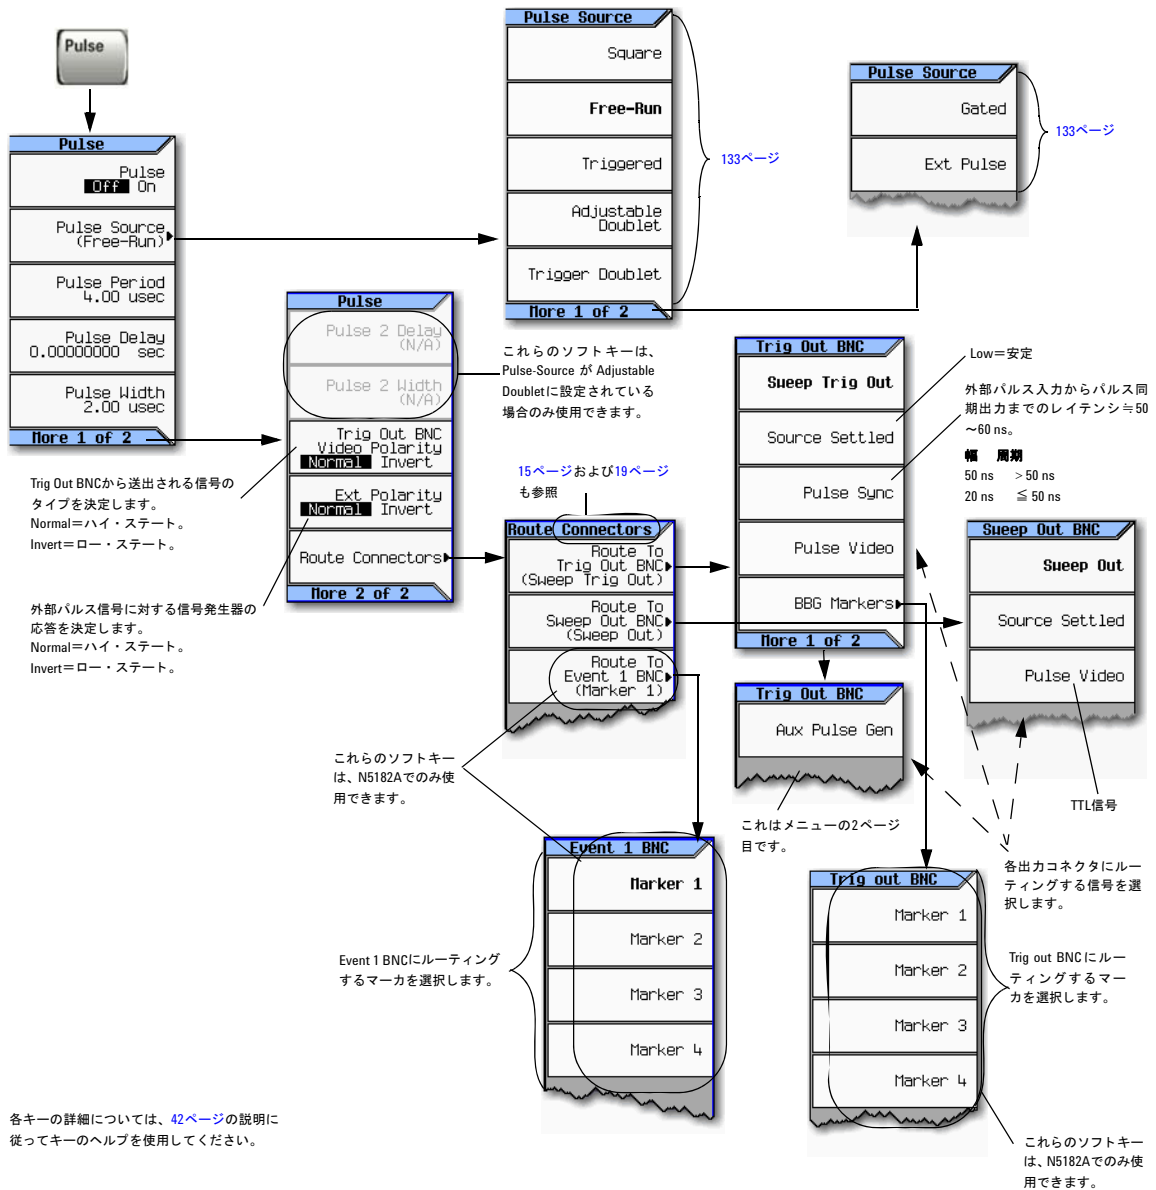 Pulse
Pulse
Pulse
Off On
Pulse Source
(Free-Run)
Pulse Period
4.00 usec
Pulse Delay
0.00000000 sec
Pulse Width
2.00 usec
More 1 of 2
Trig Out BNCから送出される信号の
タイプを決定します。
Normal＝ハイ・ステート。
Invert＝ロー・ステート。
外部パルス信号に対する信号発生器の
応答を決定します。
Normal＝ハイ・ステート。
Invert＝ロー・ステート。
Pulse
Pulse 2 Delay
(N/A)
Pulse 2 Width
(N/A)
Trig Out BNC
Video Polarity
Normal Invert
Ext Polarity
Normal Invert
Route Connectors
More 2 of 2
Pulse Source
Square
Free-Run
Triggered
Adjustable
Doublet
Trigger Doublet
More 1 of 2
133ページ
Pulse Source
Gated
Ext Pulse
133ページ
これらのソフトキーは、
Pulse-Source が Adjustable
Doubletに設定されている
場合のみ使用できます。
15ページおよび19ページ
も参照
Route Connectors
Route To
Trig Out BNC
(Sweep Trig Out)
Route To
Sweep Out BNC
(Sweep Out)
Route To
Event 1 BNC
(Marker 1)
これらのソフトキー
は、N5182Aでのみ使
用できます。
Trig Out BNC
Sweep Trig Out
Source Settled
Pulse Sync
Pulse Video
BBG Markers
More 1 of 2
Low＝安定
外部パルス入力からパルス同
期出力までのレイテンシ≒50
～60 ns。
幅 周期
50 ns ＞50 ns
20 ns ≦ 50 ns
Sweep Out BNC
Sweep Out
Source Settled
Pulse Video
TTL信号
Trig Out BNC
Aux Pulse Gen
これはメニューの2ページ
目です。
各出力コネクタにルー
ティングする信号を選
択します。
Event 1 BNC
Marker 1
Marker 2
Marker 3
Marker 4
Event 1 BNCにルーティング
するマーカを選択します。
Trig out BNC
Marker 1
Marker 2
Marker 3
Marker 4
Trig out BNCにルー
ティングするマー
カを選択します。
これらのソフトキー
は、N5182Aでのみ使
用できます。
各キーの詳細については、42ページの説明に
従ってキーのヘルプを使用してください。